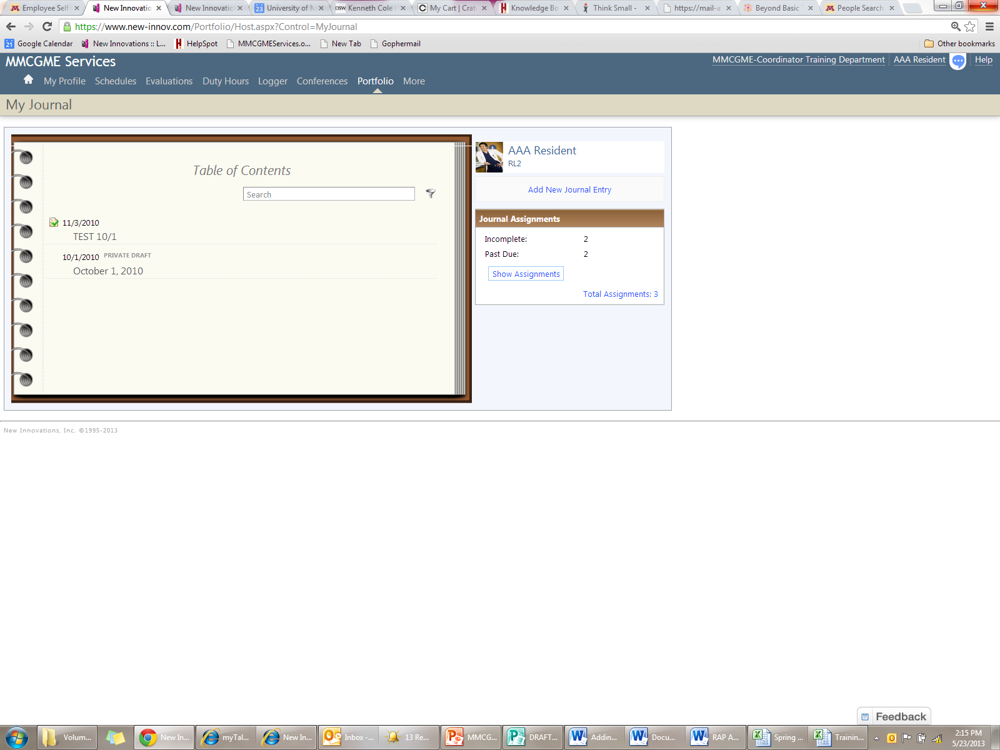 Employee Self
New Innovatio
New Innovatio
University of M
DSW Kenneth Cole
My Cart | Crat
Knowledge Bo
Think Small -
https://mail-a
Beyond Basic
People Search
https://www.new-innov.com/Portfolio/Host.aspx?Control=MyJournal
21 Google Calendar
New Innovations :: L...
HelpSpot
MMCGMEServices.o...
New Tab
Gophermail
Other bookmarks
MMCGME Services
MMCGME-Coordinator Training Department
AAA Resident
Help
My Profile
Schedules
Evaluations
Duty Hours
Logger
Conferences
Portfolio
More
My Journal
Table of Contents
Search
11/3/2010
TEST 10/1
10/1/2010 PRIVATE DRAFT
October 1, 2010
AAA Resident
RL2
Add New Journal Entry
Journal Assignments
Incomplete: 2
Past Due: 2
Show Assignments
Total Assignments: 3
New Innovations, Inc. ©1995-2013
Feedback
Volum...
New In...
myTal...
New In...
Inbox -...
13 Re...
MMCG...
DRAFT...
Addin...
Docu...
RAP A...
Spring ...
Trainin...
2:15 PM
5/23/2013